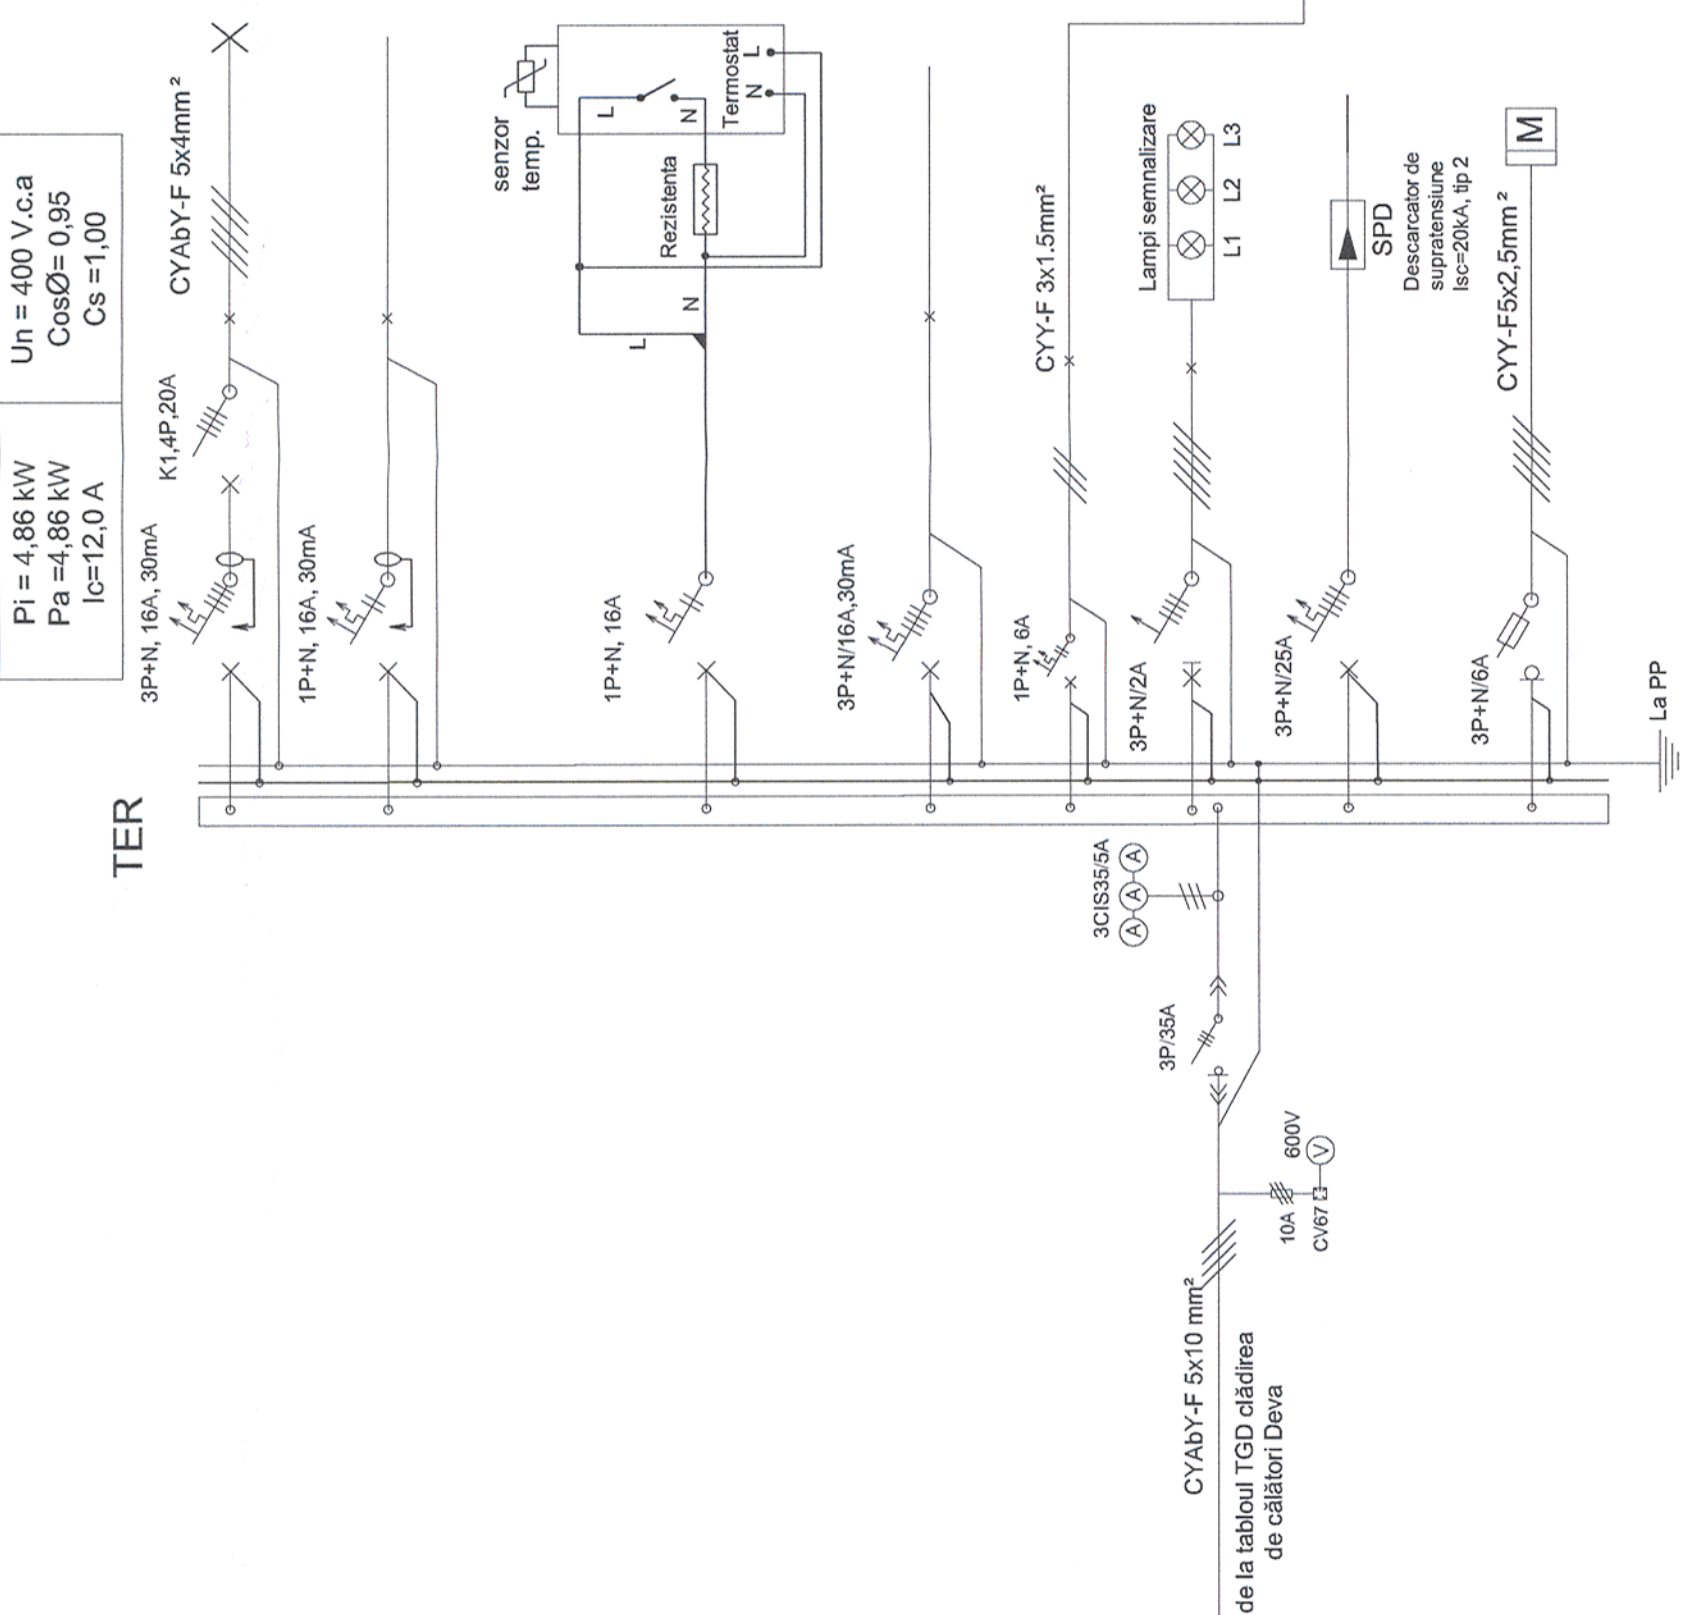 Pi = 4,86 kW
Pa =4,86 kW
Ic=12,0 A
Un = 400 V.c.a
CosØ= 0,95
Cs =1,00
TER
3P+N, 16A, 30mA
K1,4P,20A
CYAbY-F 5x4mm²
1P+N, 16A, 30mA
1P+N, 16A
L
N
Rezistenta
senzor
temp.
L
N
Termostat
N
L
3P+N/16A,30mA
1P+N, 6A
CYY-F 3x1.5mm²
3P+N/2A
Lampi semnalizare
L1
L2
L3
3P+N/25A
SPD
Descarcator de
supratensiune
Isc=20kA, tip 2
3P+N/6A
CYY-F5x2,5mm²
M
La PP
3CIS35/5A
A
A
A
3P/35A
600V
V
10A
CV67
CYAbY-F 5x10 mm²
de la tabloul TGD clădirea
de călători Deva